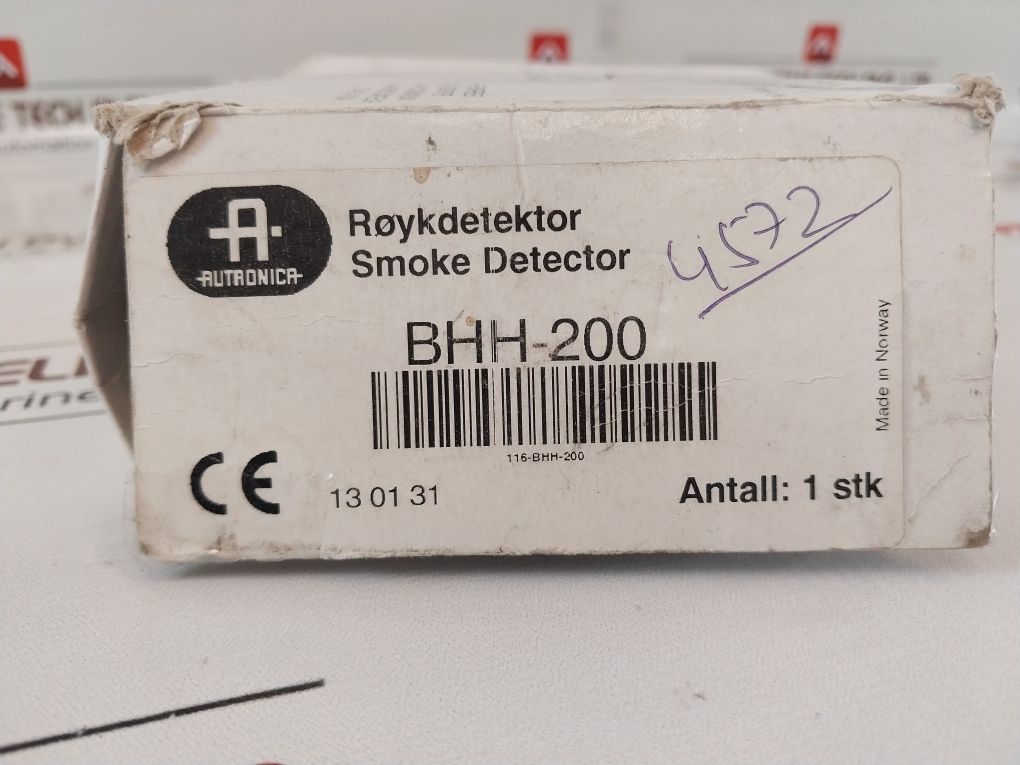 AUTRONICA
Røykdetektor
Smoke Detector
4572
BHH-200
116-BHH-200
Made in Norway
CE
13 01 31
Antall: 1 stk